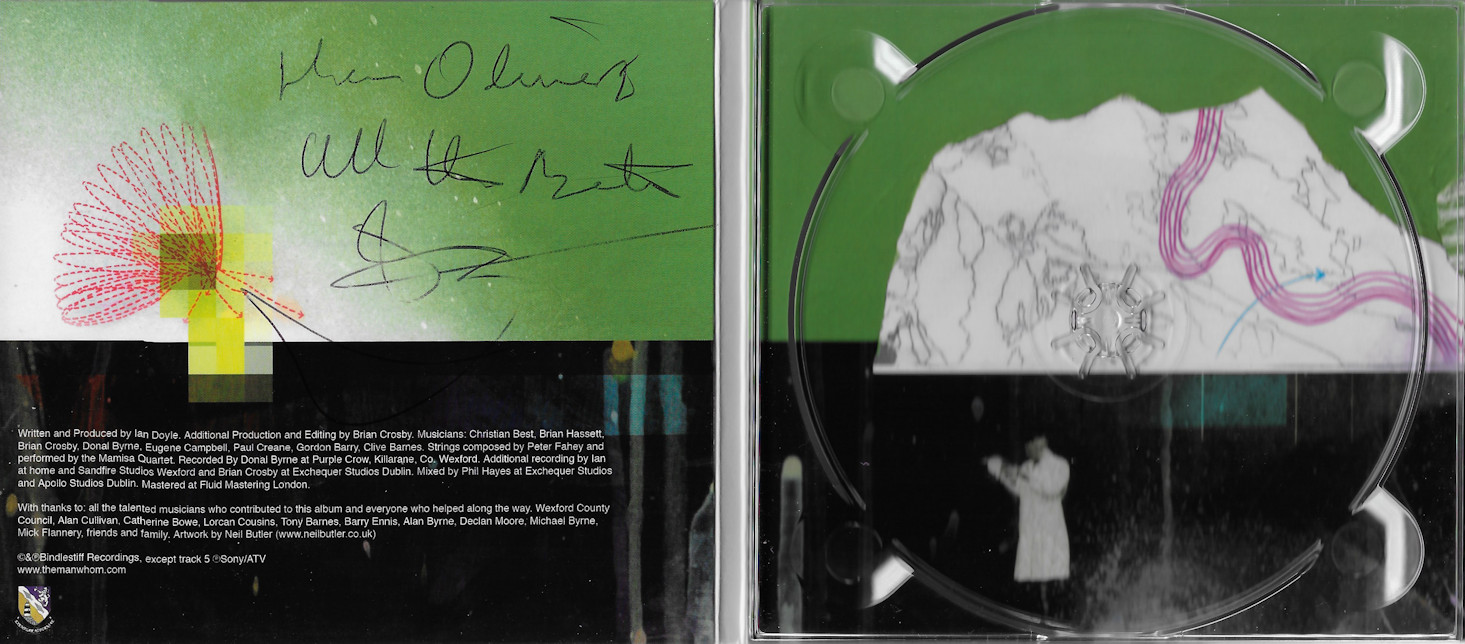 All the Best
Written and Produced by Ian Doyle. Additional Production and Editing by Brian Crosby. Musicians: Christian Best, Brian Hassett,
Brian Crosby, Donal Byrne, Eugene Campbell, Paul Creane, Gordon Barry, Clive Barnes. Strings composed by Peter Fahey and
performed by the Mamisa Quartet. Recorded By Donal Byrne at Purple Crow, Killarane, Co. Wexford. Additional recording by Ian
at home and Sandfire Studios Wexford and Brian Crosby at Exchequer Studios Dublin. Mixed by Phil Hayes at Exchequer Studios
and Apollo Studios Dublin. Mastered at Fluid Mastering London.
With thanks to: all the talented musicians who contributed to this album and everyone who helped along the way. Wexford County
Council, Alan Cullivan, Catherine Bowe, Lorcan Cousins, Tony Barnes, Barry Ennis, Alan Byrne, Declan Moore, Michael Byrne,
Mick Flannery, friends and family. Artwork by Neil Butler (www.neilbutler.co.uk)
©&℗Bindlestiff Recordings, except track 5 ℗Sony/ATV
www.themanwhom.com